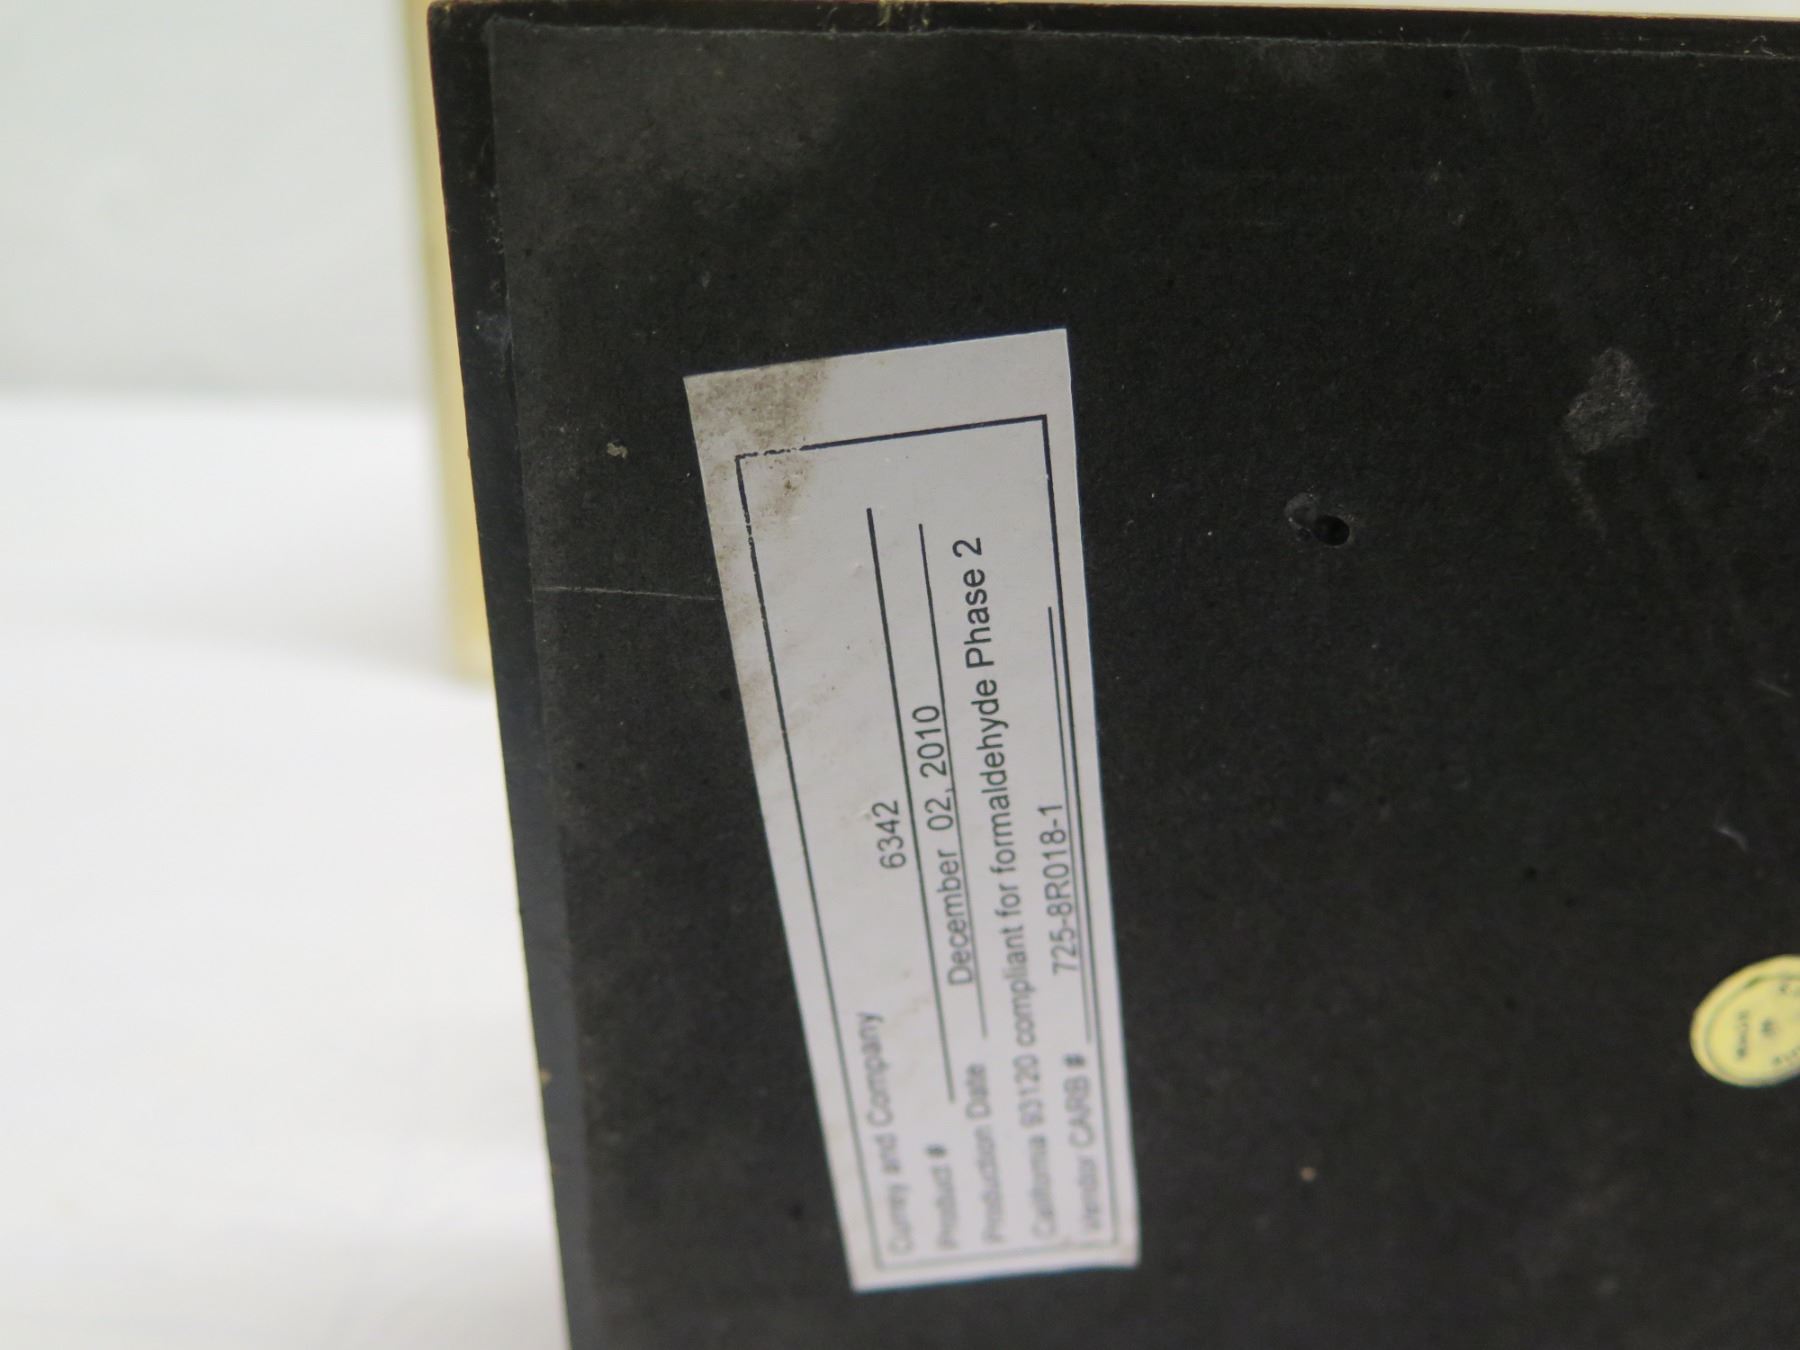 Currey and Company
Product # 6342
Production Date December 02, 2010
California 93120 compliant for formaldehyde Phase 2
Vendor CARB # 725-8R018-1